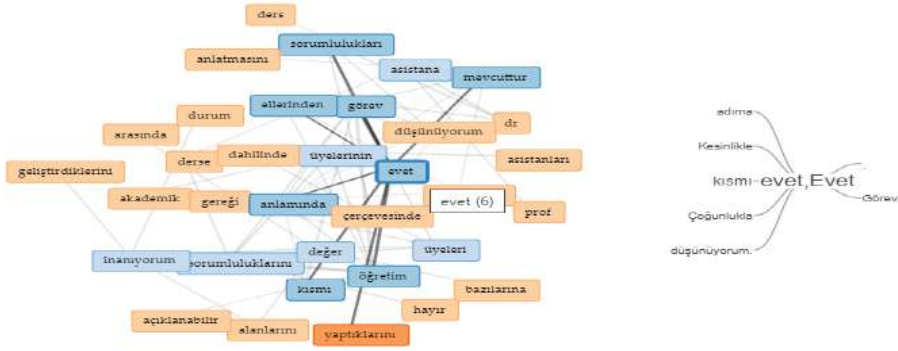 ders
sorumlulukları
anlatmasını
asistana
mevcuttur
ellerinden
görev
durum
dr
düşünüyorum
arasında
derse
dahilinde
üyelerinin
asistanları
evet
geliştirdiklerini
akademik
gereği
anlamında
evet (6)
prof
çerçevesinde
değer
üyeleri
inanıyorum
sorumluluklarını
öğretim
kısmı
bazılarına
hayır
açıklanabilir
alanlarını
yaptıklarını
adıma
Kesinlikle
kısmı
evet,Evet
.
Görev
Çoğunlukla
düşünüyorum.